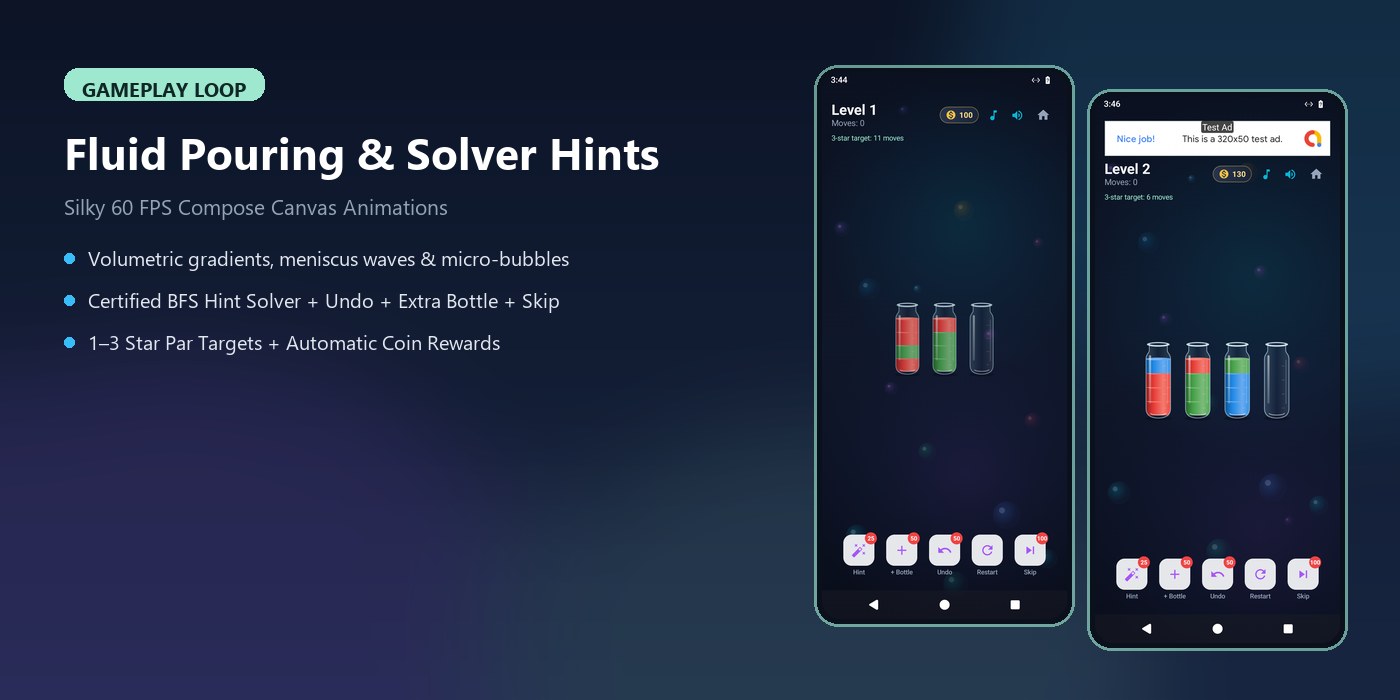 GAMEPLAY LOOP
Fluid Pouring & Solver Hints
Silky 60 FPS Compose Canvas Animations
Volumetric gradients, meniscus waves & micro-bubbles
Certified BFS Hint Solver + Undo + Extra Bottle + Skip
1–3 Star Par Targets + Automatic Coin Rewards
3:44
Level 1
100
Moves: 0
3-star target: 11 moves
25
50
50
100
Hint
+ Bottle
Undo
Restart
Skip
3:46
Test Ad
Nice job!
This is a 320x50 test ad.
Level 2
130
Moves: 0
3-star target: 6 moves
25
50
50
100
Hint
+ Bottle
Undo
Restart
Skip